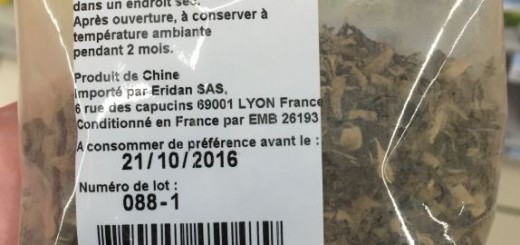 dans un endroit sec.
Après ouverture, à conserver à
température ambiante
pendant 2 mois.
Produit de Chine
Importé par Eridan SAS,
6 rue des capucins 69001 LYON France
Conditionné en France par EMB 26193
A consommer de préférence avant le :
21/10/2016
Numéro de lot :
088-1